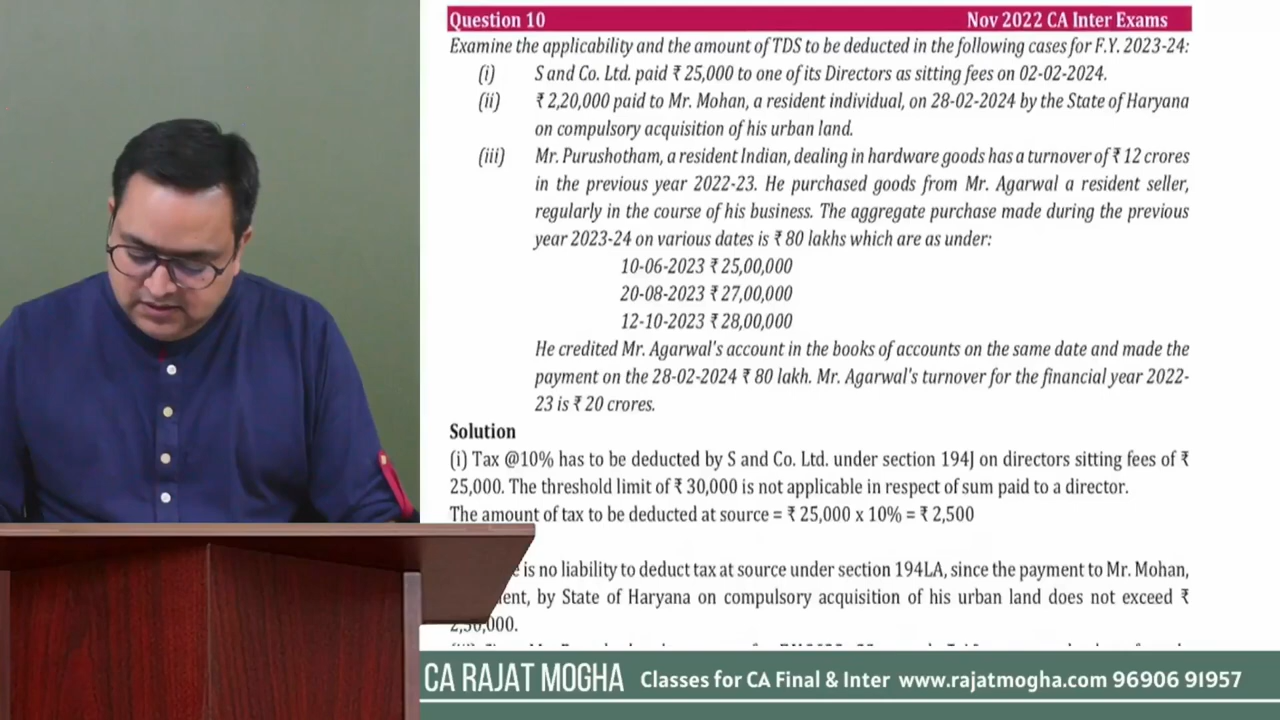 Question 10 Nov 2022 CA Inter Exams
Examine the applicability and the amount of TDS to be deducted in the following cases for F.Y. 2023-24:
(i) S and Co. Ltd. paid ₹ 25,000 to one of its Directors as sitting fees on 02-02-2024.
(ii) ₹ 2,20,000 paid to Mr. Mohan, a resident individual, on 28-02-2024 by the State of Haryana
on compulsory acquisition of his urban land.
(iii) Mr. Purushotham, a resident Indian, dealing in hardware goods has a turnover of ₹ 12 crores
in the previous year 2022-23. He purchased goods from Mr. Agarwal a resident seller,
regularly in the course of his business. The aggregate purchase made during the previous
year 2023-24 on various dates is ₹ 80 lakhs which are as under:
10-06-2023 ₹ 25,00,000
20-08-2023 ₹ 27,00,000
12-10-2023 ₹ 28,00,000
He credited Mr. Agarwal's account in the books of accounts on the same date and made the
payment on the 28-02-2024 ₹ 80 lakh. Mr. Agarwal's turnover for the financial year 2022-
23 is ₹ 20 crores.
Solution
(i) Tax @10% has to be deducted by S and Co. Ltd. under section 194J on directors sitting fees of ₹
25,000. The threshold limit of ₹ 30,000 is not applicable in respect of sum paid to a director.
The amount of tax to be deducted at source = ₹ 25,000 x 10% = ₹ 2,500
is no liability to deduct tax at source under section 194LA, since the payment to Mr. Mohan,
by State of Haryana on compulsory acquisition of his urban land does not exceed ₹
CA RAJAT MOGHA Classes for CA Final & Inter www.rajatmogha.com 96906 91957